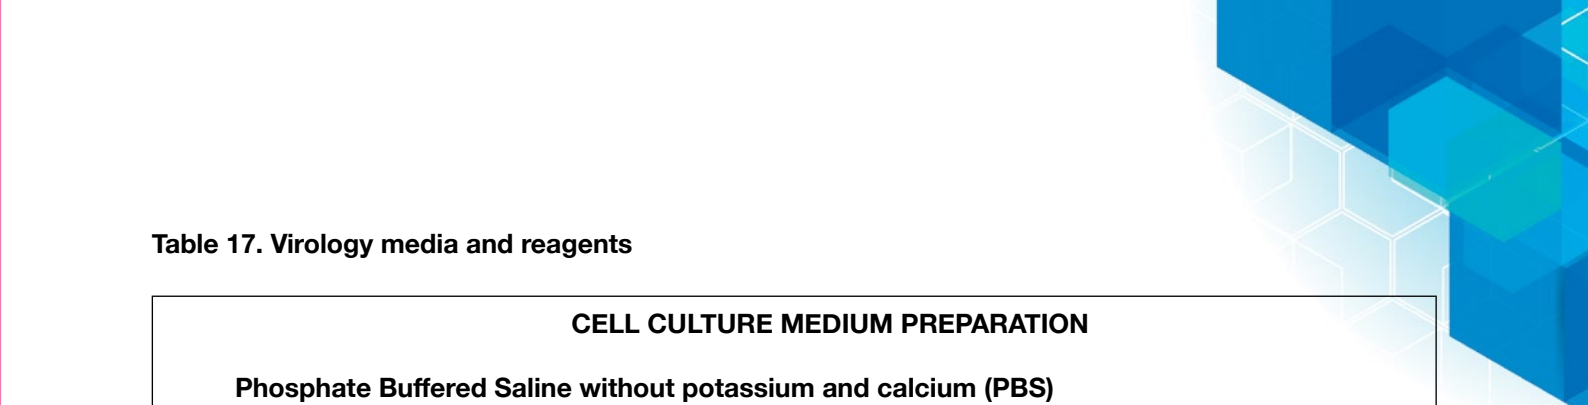 Table 17. Virology media and reagents
CELL CULTURE MEDIUM PREPARATION
Phosphate Buffered Saline without potassium and calcium (PBS)